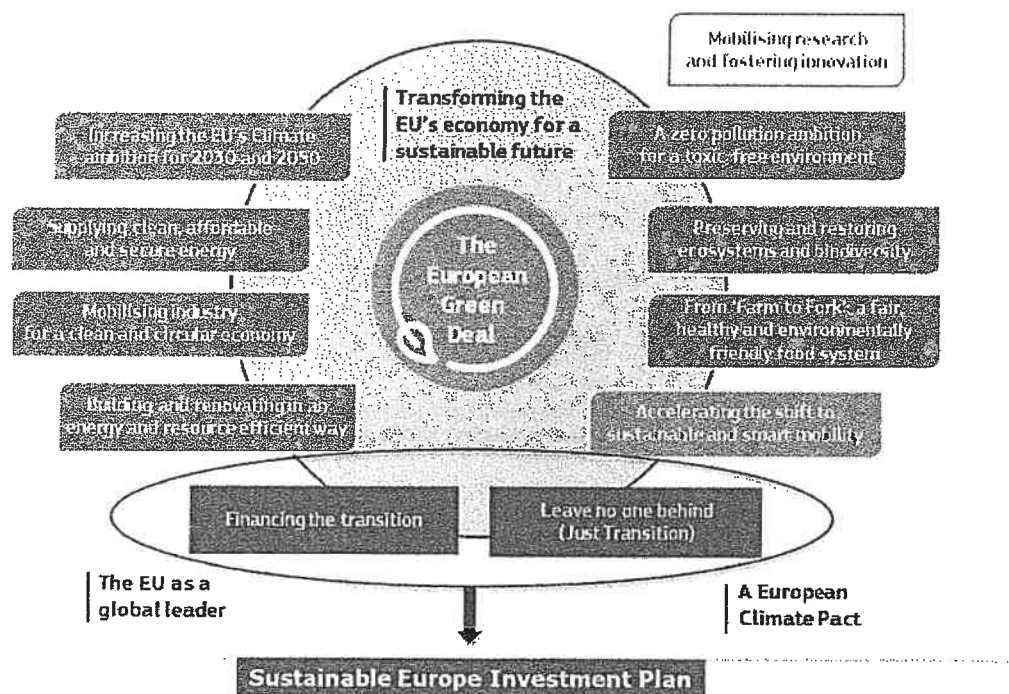 Mobilising research
and fostering innovation
Transforming the
EU's economy for a
sustainable future
Increasing the EU's Climate
ambition for 2030 and 2050
A zero pollution ambition
for a toxic-free environment
Supplying clean, affordable
and secure energy
The
European
Green
Deal
Preserving and restoring
ecosystems and biodiversity
Mobilising industry
for a clean and circular economy
From 'Farm to Fork': a fair,
healthy and environmentally
friendly food system
Building and renovating in an
energy and resource efficient way
Accelerating the shift to
sustainable and smart mobility
Financing the transition
Leave no one behind
(Just Transition)
The EU as a
global leader
A European
Climate Pact
Sustainable Europe Investment Plan